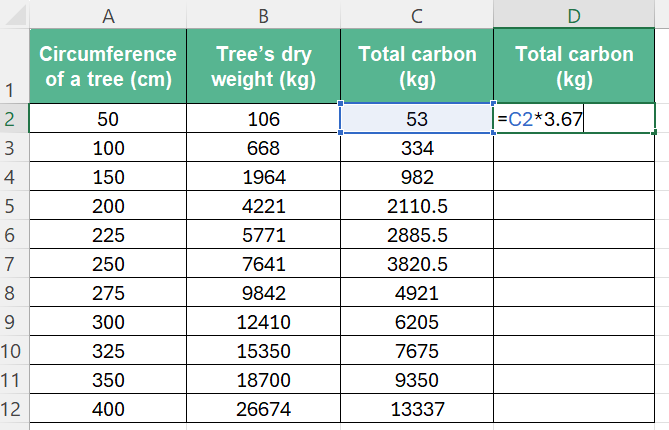 A B C D
1 Circumference of a tree (cm) Tree’s dry weight (kg) Total carbon (kg) Total carbon (kg)
2 50 106 53 =C2*3.67
3 100 668 334
4 150 1964 982
5 200 4221 2110.5
6 225 5771 2885.5
7 250 7641 3820.5
8 275 9842 4921
9 300 12410 6205
10 325 15350 7675
11 350 18700 9350
12 400 26674 13337